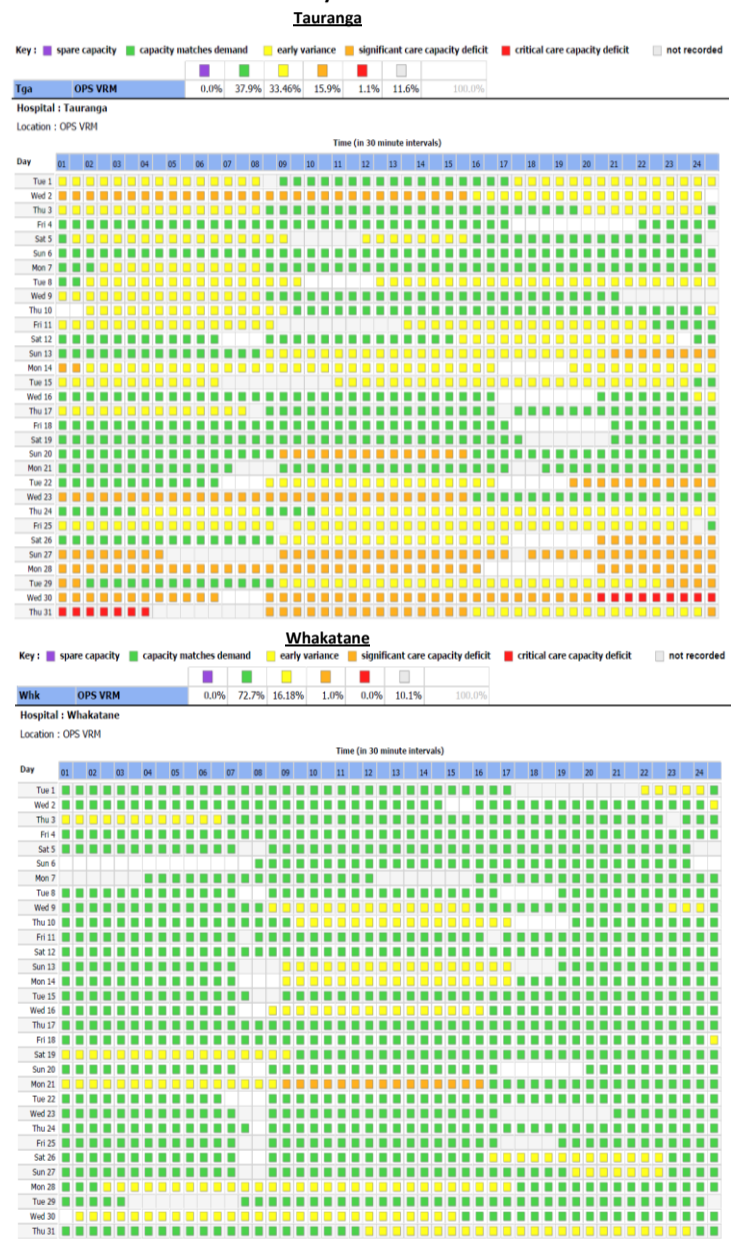 Tauranga
Key : spare capacity capacity matches demand early variance significant care capacity deficit critical care capacity deficit not recorded
Tga OPS VRM 0.0% 37.9% 33.46% 15.9% 1.1% 11.6% 100.0%
Hospital : Tauranga
Location : OPS VRM
Time (in 30 minute intervals)
Day 01 02 03 04 05 06 07 08 09 10 11 12 13 14 15 16 17 18 19 20 21 22 23 24
Tue 1
Wed 2
Thu 3
Fri 4
Sat 5
Sun 6
Mon 7
Tue 8
Wed 9
Thu 10
Fri 11
Sat 12
Sun 13
Mon 14
Tue 15
Wed 16
Thu 17
Fri 18
Sat 19
Sun 20
Mon 21
Tue 22
Wed 23
Thu 24
Fri 25
Sat 26
Sun 27
Mon 28
Tue 29
Wed 30
Thu 31
Whakatane
Key : spare capacity capacity matches demand early variance significant care capacity deficit critical care capacity deficit not recorded
Whk OPS VRM 0.0% 72.7% 16.18% 1.0% 0.0% 10.1% 100.0%
Hospital : Whakatane
Location : OPS VRM
Time (in 30 minute intervals)
Day 01 02 03 04 05 06 07 08 09 10 11 12 13 14 15 16 17 18 19 20 21 22 23 24
Tue 1
Wed 2
Thu 3
Fri 4
Sat 5
Sun 6
Mon 7
Tue 8
Wed 9
Thu 10
Fri 11
Sat 12
Sun 13
Mon 14
Tue 15
Wed 16
Thu 17
Fri 18
Sat 19
Sun 20
Mon 21
Tue 22
Wed 23
Thu 24
Fri 25
Sat 26
Sun 27
Mon 28
Tue 29
Wed 30
Thu 31